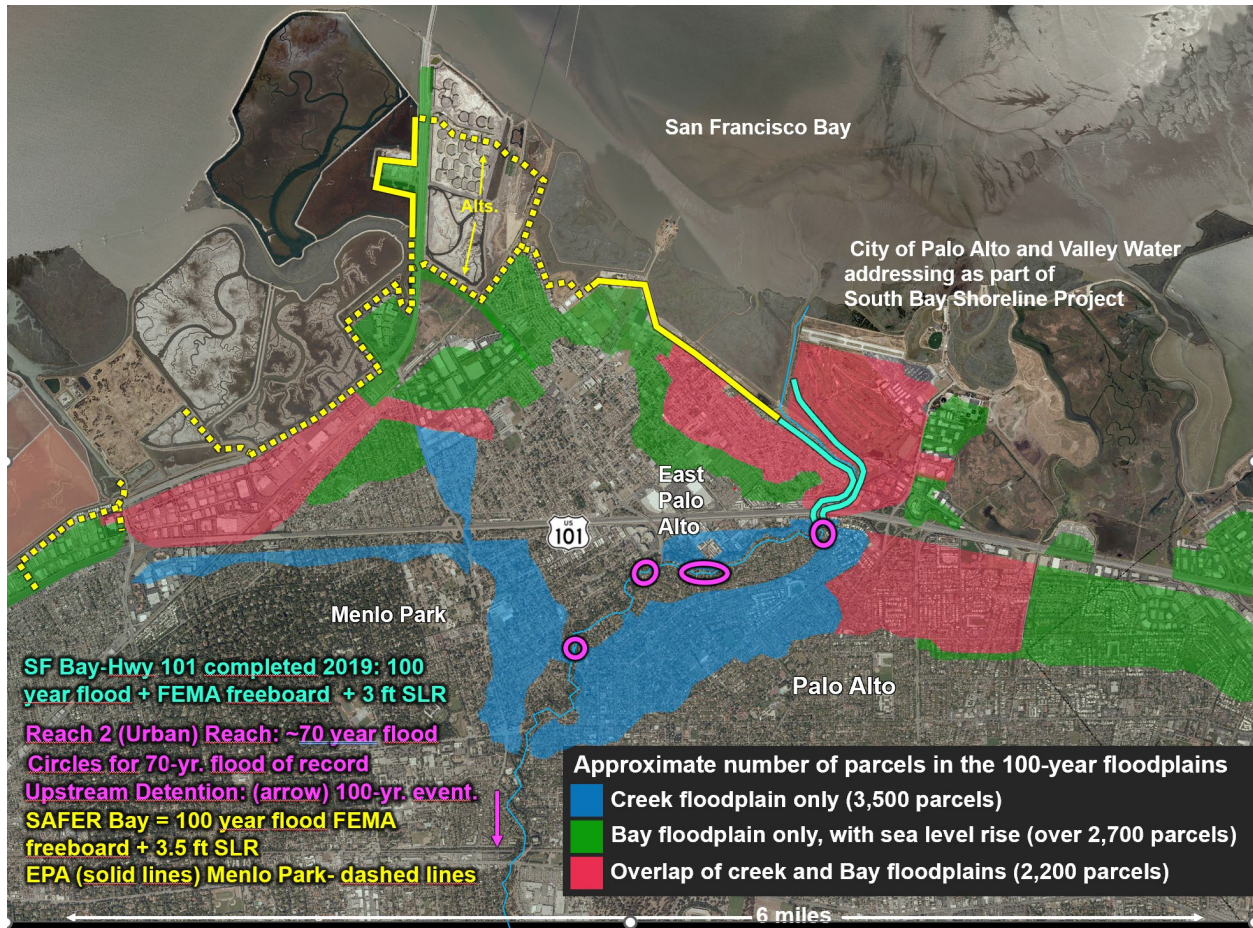 San Francisco Bay
Alts.
City of Palo Alto and Valley Water
addressing as part of
South Bay Shoreline Project
East
Palo
Alto
US
101
Menlo Park
Palo Alto
SF Bay-Hwy 101 completed 2019: 100
year flood + FEMA freeboard + 3 ft SLR
Reach 2 (Urban) Reach: ~70 year flood
Circles for 70-yr. flood of record
Upstream Detention: (arrow) 100-yr. event.
SAFER Bay = 100 year flood FEMA
freeboard + 3.5 ft SLR
EPA (solid lines) Menlo Park- dashed lines
Approximate number of parcels in the 100-year floodplains
Creek floodplain only (3,500 parcels)
Bay floodplain only, with sea level rise (over 2,700 parcels)
Overlap of creek and Bay floodplains (2,200 parcels)
6 miles